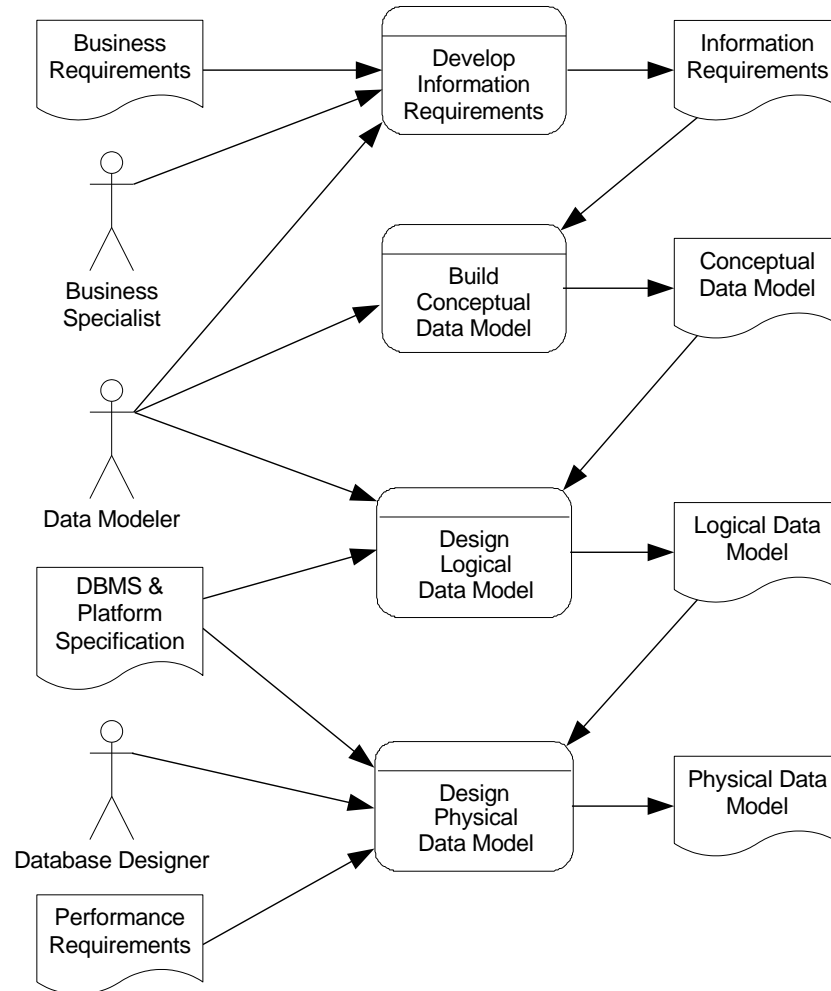 Business
Requirements
Develop
Information
Requirements
Information
Requirements
Business
Specialist
Build
Conceptual
Data Model
Conceptual
Data Model
Data Modeler
Design
Logical
Data Model
Logical Data
Model
DBMS &
Platform
Specification
Database Designer
Design
Physical
Data Model
Physical Data
Model
Performance
Requirements